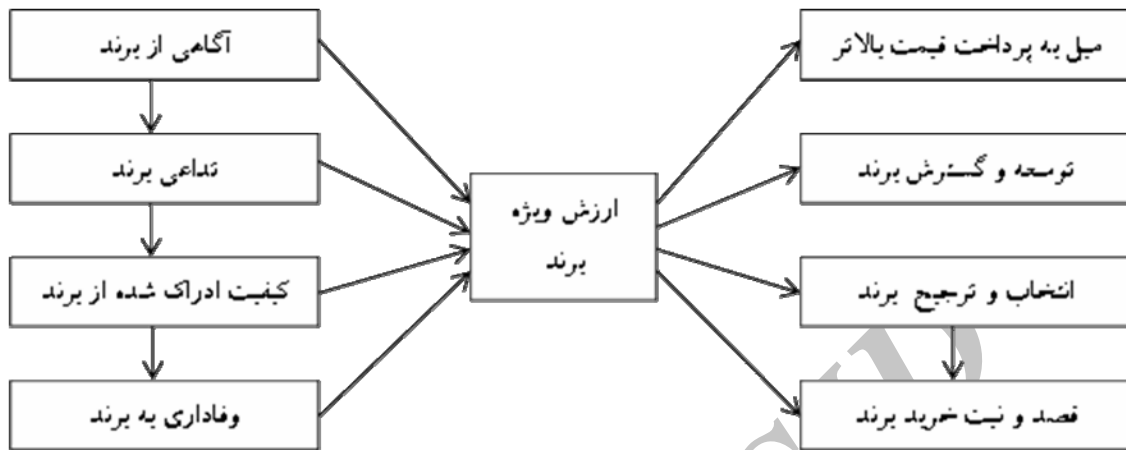 آگاهی از برند
تداعی برند
کیفیت ادراک شده از برند
وفاداری به برند
ارزش ویژه
برند
میل به پرداخت قیمت بالاتر
توسعه و گسترش برند
انتخاب و ترجیح برند
قصد و نیت خرید برند